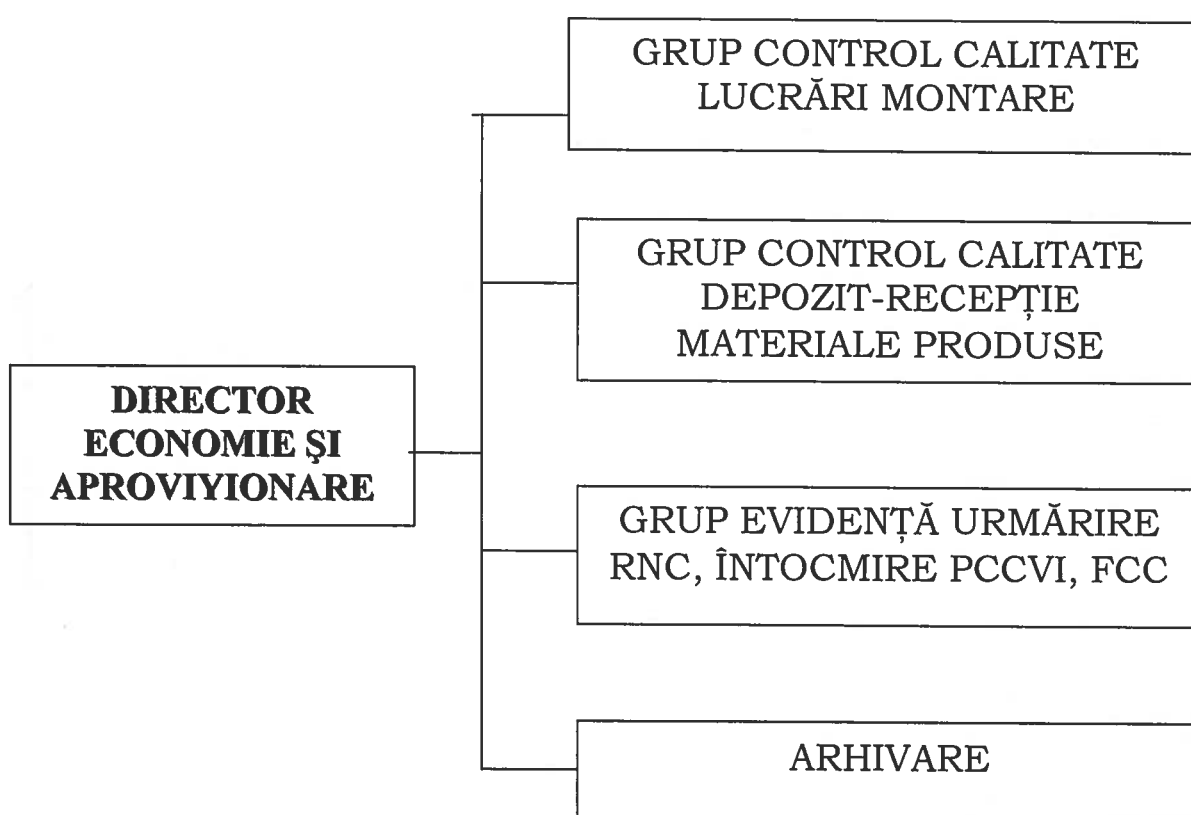 GRUP CONTROL CALITATE
LUCRĂRI MONTARE
GRUP CONTROL CALITATE
DEPOZIT-RECEPȚIE
MATERIALE PRODUSE
DIRECTOR
ECONOMIE ŞI
APROVIYIONARE
GRUP EVIDENȚĂ URMĂRIRE
RNC, ÎNTOCMIRE PCCVI, FCC
ARHIVARE